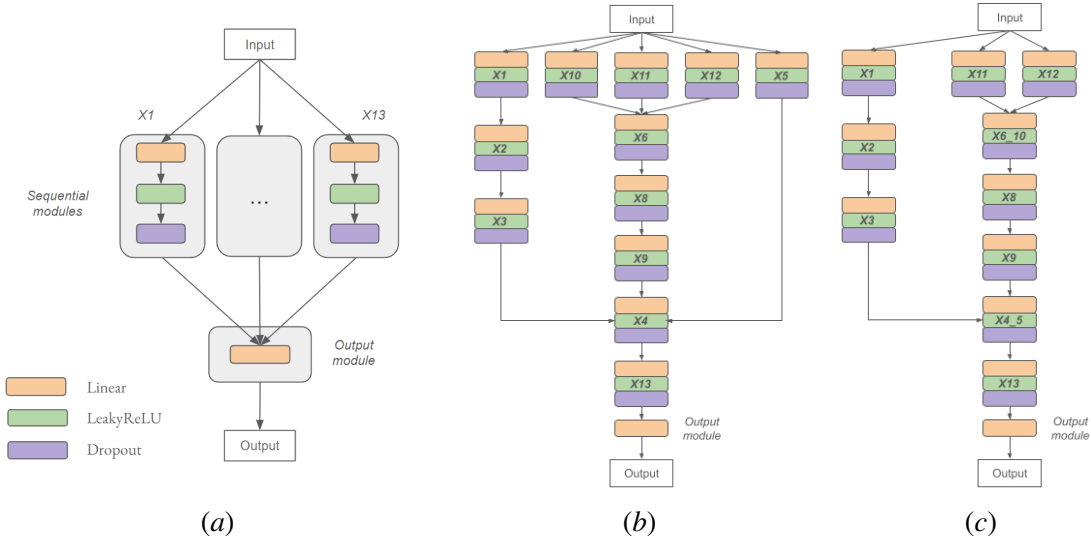 Input
X1
X13
Sequential
modules
...
Output
module
Linear
LeakyReLU
Dropout
Output
(a)
Input
X1
X10
X11
X12
X5
X6
X2
X8
X3
X9
X4
X13
Output
module
Output
(b)
Input
X1
X11
X12
X6_10
X2
X8
X3
X9
X4_5
X13
Output
module
Output
(c)